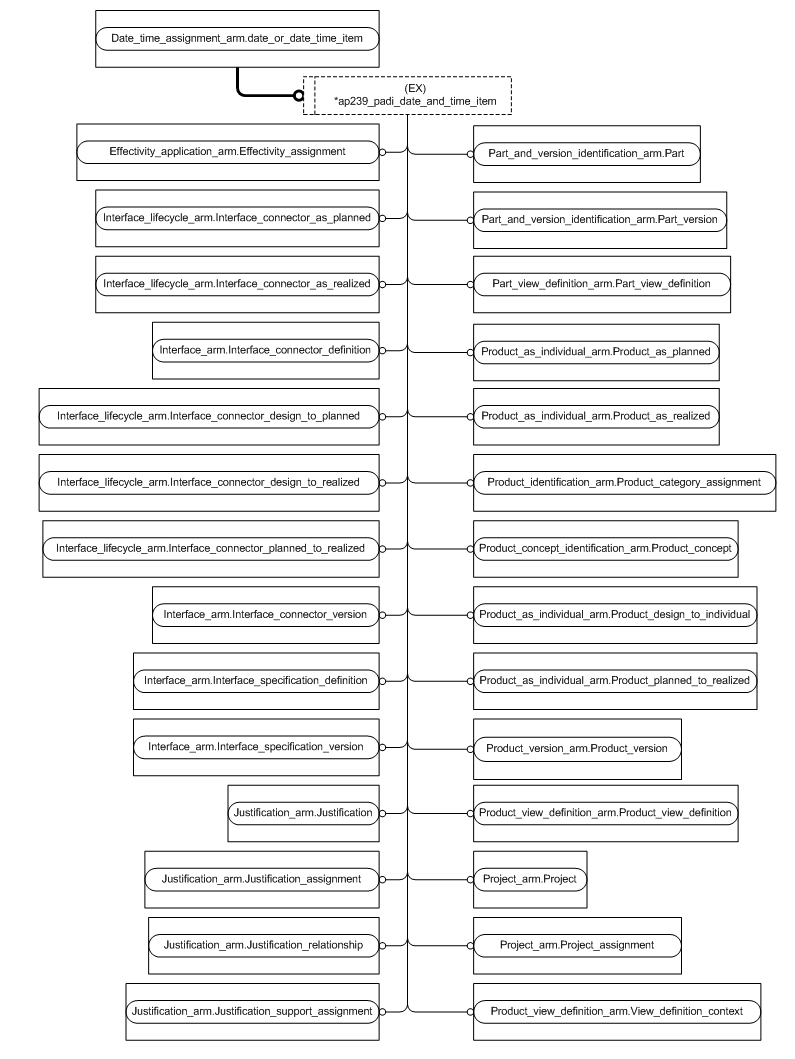 Date_time_assignment_arm.date_or_date_time_item
(EX)
*ap239_padi_date_and_time_item
Effectivity_application_arm.Effectivity_assignment
Part_and_version_identification_arm.Part
Interface_lifecycle_arm.Interface_connector_as_planned
Part_and_version_identification_arm.Part_version
Interface_lifecycle_arm.Interface_connector_as_realized
Part_view_definition_arm.Part_view_definition
Interface_arm.Interface_connector_definition
Product_as_individual_arm.Product_as_planned
Interface_lifecycle_arm.Interface_connector_design_to_planned
Product_as_individual_arm.Product_as_realized
Interface_lifecycle_arm.Interface_connector_design_to_realized
Product_identification_arm.Product_category_assignment
Interface_lifecycle_arm.Interface_connector_planned_to_realized
Product_concept_identification_arm.Product_concept
Interface_arm.Interface_connector_version
Product_as_individual_arm.Product_design_to_individual
Interface_arm.Interface_specification_definition
Product_as_individual_arm.Product_planned_to_realized
Interface_arm.Interface_specification_version
Product_version_arm.Product_version
Justification_arm.Justification
Product_view_definition_arm.Product_view_definition
Justification_arm.Justification_assignment
Project_arm.Project
Justification_arm.Justification_relationship
Project_arm.Project_assignment
Justification_arm.Justification_support_assignment
Product_view_definition_arm.View_definition_context